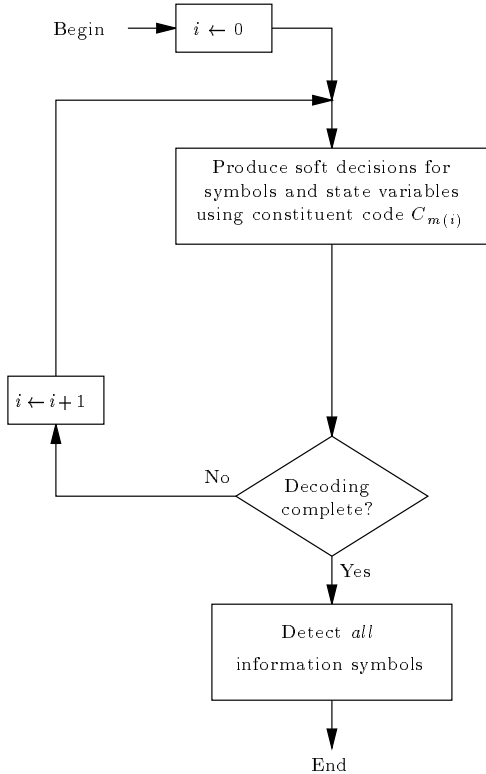 Begin
i ← 0
Produce soft decisions for
symbols and state variables
using constituent code C_{m(i)}
i ← i + 1
No
Decoding
complete?
Yes
Detect all
information symbols
End